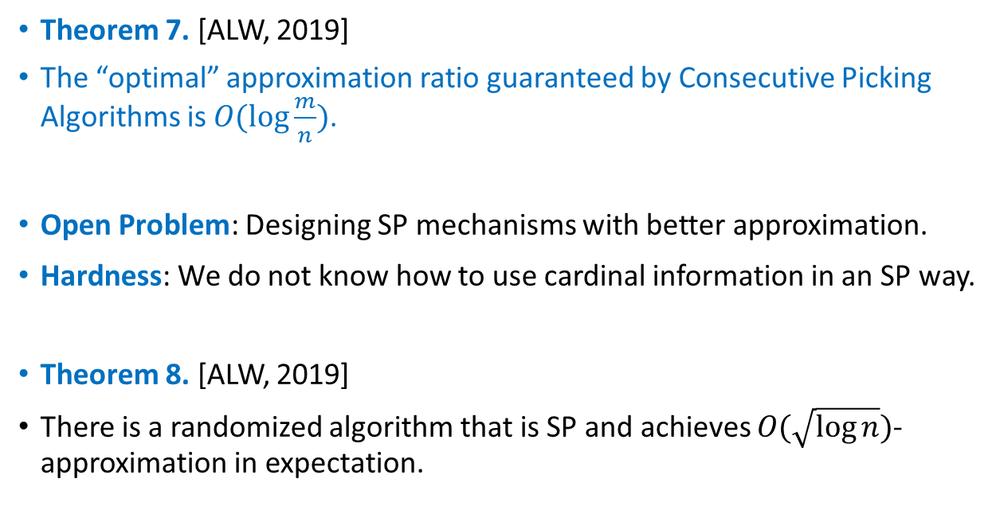 • Theorem 7. [ALW, 2019]
• The “optimal” approximation ratio guaranteed by Consecutive Picking
Algorithms is O(log m/n).
• Open Problem: Designing SP mechanisms with better approximation.
• Hardness: We do not know how to use cardinal information in an SP way.
• Theorem 8. [ALW, 2019]
• There is a randomized algorithm that is SP and achieves O(√log n)-
approximation in expectation.